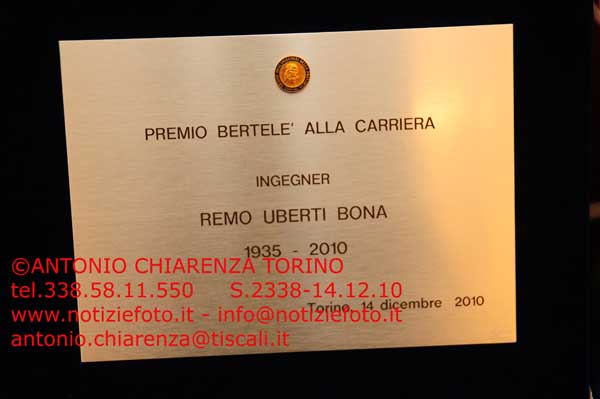 PREMIO BERTELE' ALLA CARRIERA
INGEGNER
REMO UBERTI BONA
1935 - 2010
©ANTONIO CHIARENZA TORINO
tel.338.58.11.550 S.2338-14.12.10
Torino, 14 dicembre 2010
www.notiziefoto.it - info@notiziefoto.it
antonio.chiarenza@tiscali.it